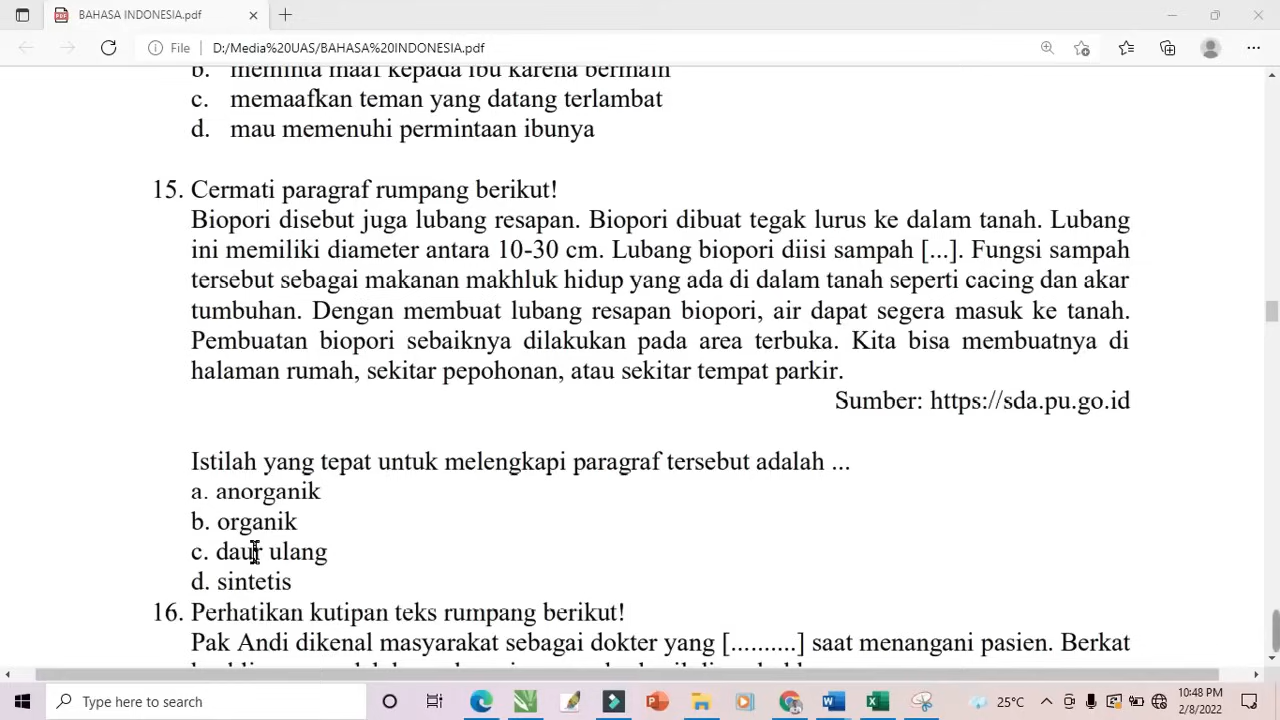 BAHASA INDONESIA.pdf
File D:/Media%20UAS/BAHASA%20INDONESIA.pdf
b. meminta maaf kepada ibu karena bermain
c. memaafkan teman yang datang terlambat
d. mau memenuhi permintaan ibunya
15. Cermati paragraf rumpang berikut!
Biopori disebut juga lubang resapan. Biopori dibuat tegak lurus ke dalam tanah. Lubang
ini memiliki diameter antara 10-30 cm. Lubang biopori diisi sampah [...]. Fungsi sampah
tersebut sebagai makanan makhluk hidup yang ada di dalam tanah seperti cacing dan akar
tumbuhan. Dengan membuat lubang resapan biopori, air dapat segera masuk ke tanah.
Pembuatan biopori sebaiknya dilakukan pada area terbuka. Kita bisa membuatnya di
halaman rumah, sekitar pepohonan, atau sekitar tempat parkir.
Sumber: https://sda.pu.go.id
Istilah yang tepat untuk melengkapi paragraf tersebut adalah ...
a. anorganik
b. organik
c. daur ulang
d. sintetis
16. Perhatikan kutipan teks rumpang berikut!
Pak Andi dikenal masyarakat sebagai dokter yang [..........] saat menangani pasien. Berkat
Type here to search
25°C
10:48 PM
2/8/2022